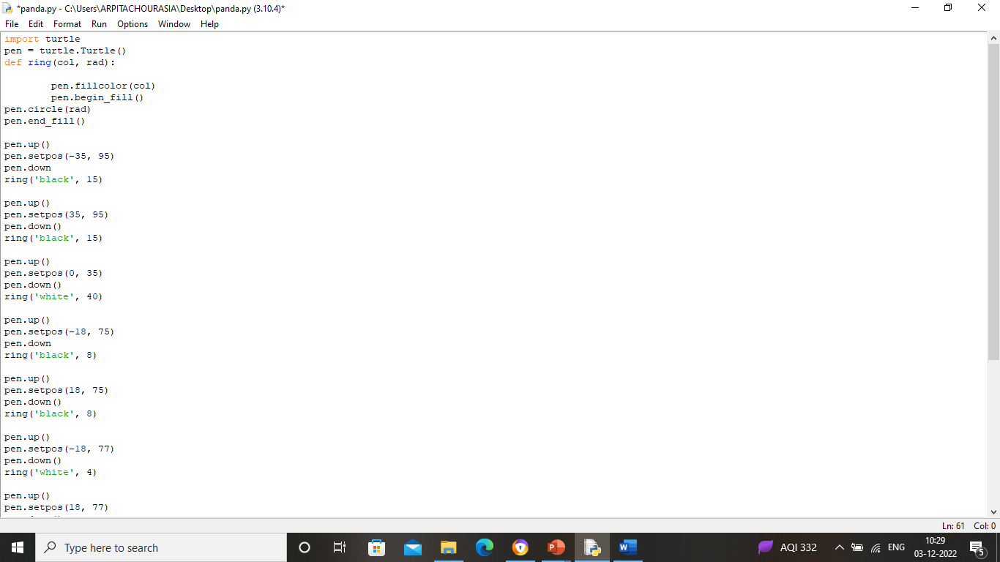 *panda.py - C:\Users\ARPITACHOURASIA\Desktop\panda.py (3.10.4)*
File Edit Format Run Options Window Help
import turtle
pen = turtle.Turtle()
def ring(col, rad):
        pen.fillcolor(col)
        pen.begin_fill()
pen.circle(rad)
pen.end_fill()
pen.up()
pen.setpos(-35, 95)
pen.down
ring('black', 15)
pen.up()
pen.setpos(35, 95)
pen.down()
ring('black', 15)
pen.up()
pen.setpos(0, 35)
pen.down()
ring('white', 40)
pen.up()
pen.setpos(-18, 75)
pen.down
ring('black', 8)
pen.up()
pen.setpos(18, 75)
pen.down()
ring('black', 8)
pen.up()
pen.setpos(-18, 77)
pen.down()
ring('white', 4)
pen.up()
pen.setpos(18, 77)
Ln: 61 Col: 0
Type here to search
AQI 332
ENG
10:29
03-12-2022
5